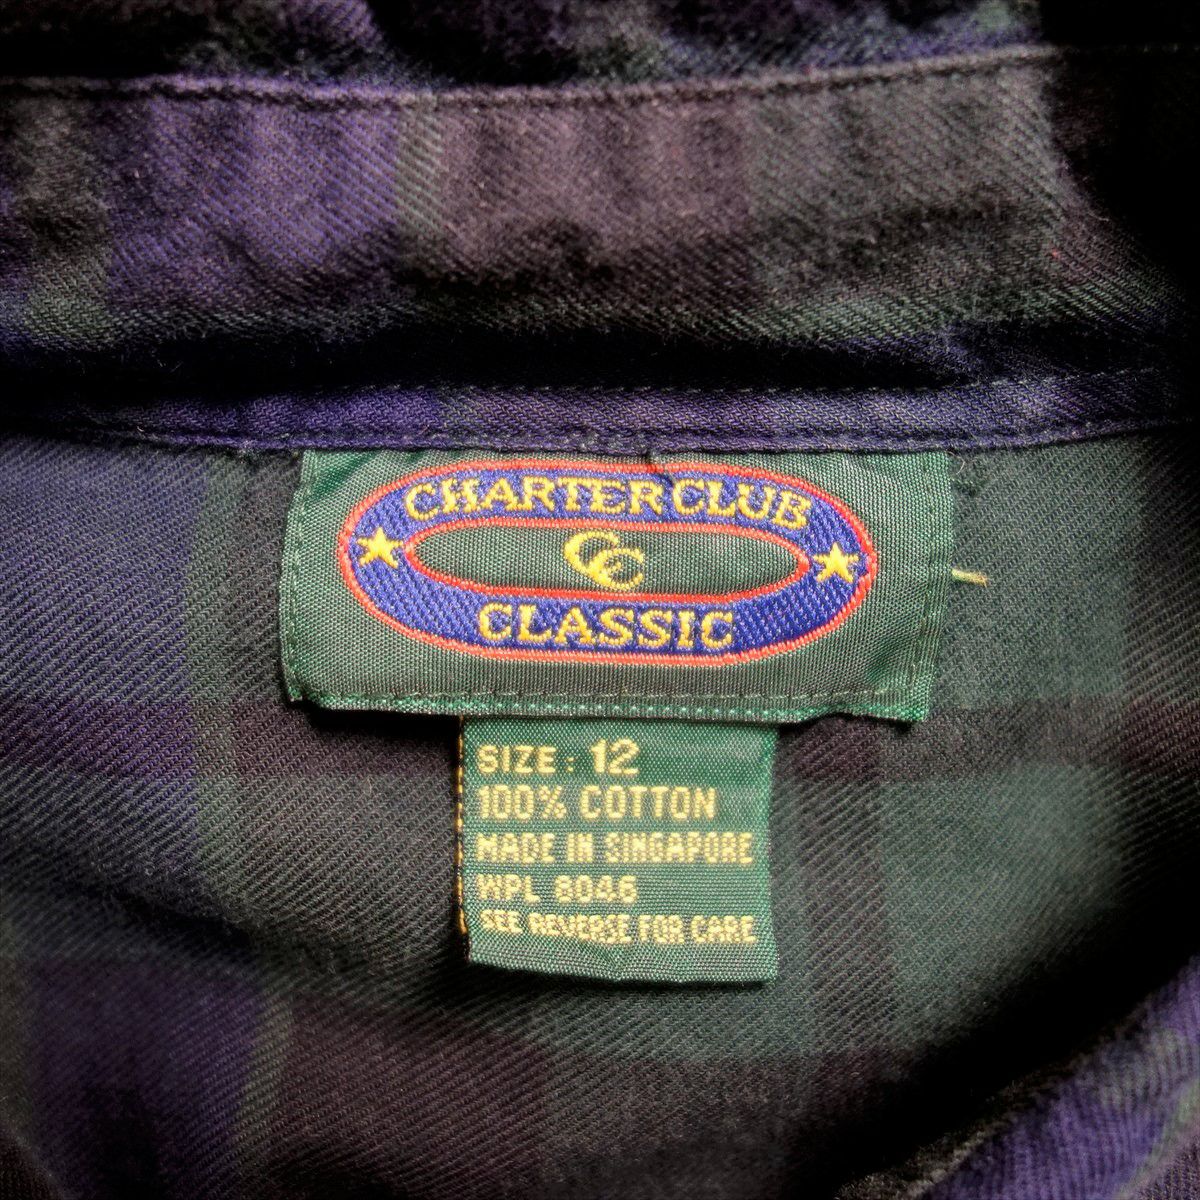 CHARTER CLUB
CC
CLASSIC
SIZE: 12
100% COTTON
MADE IN SINGAPORE
WPL 8046
SEE REVERSE FOR CARE